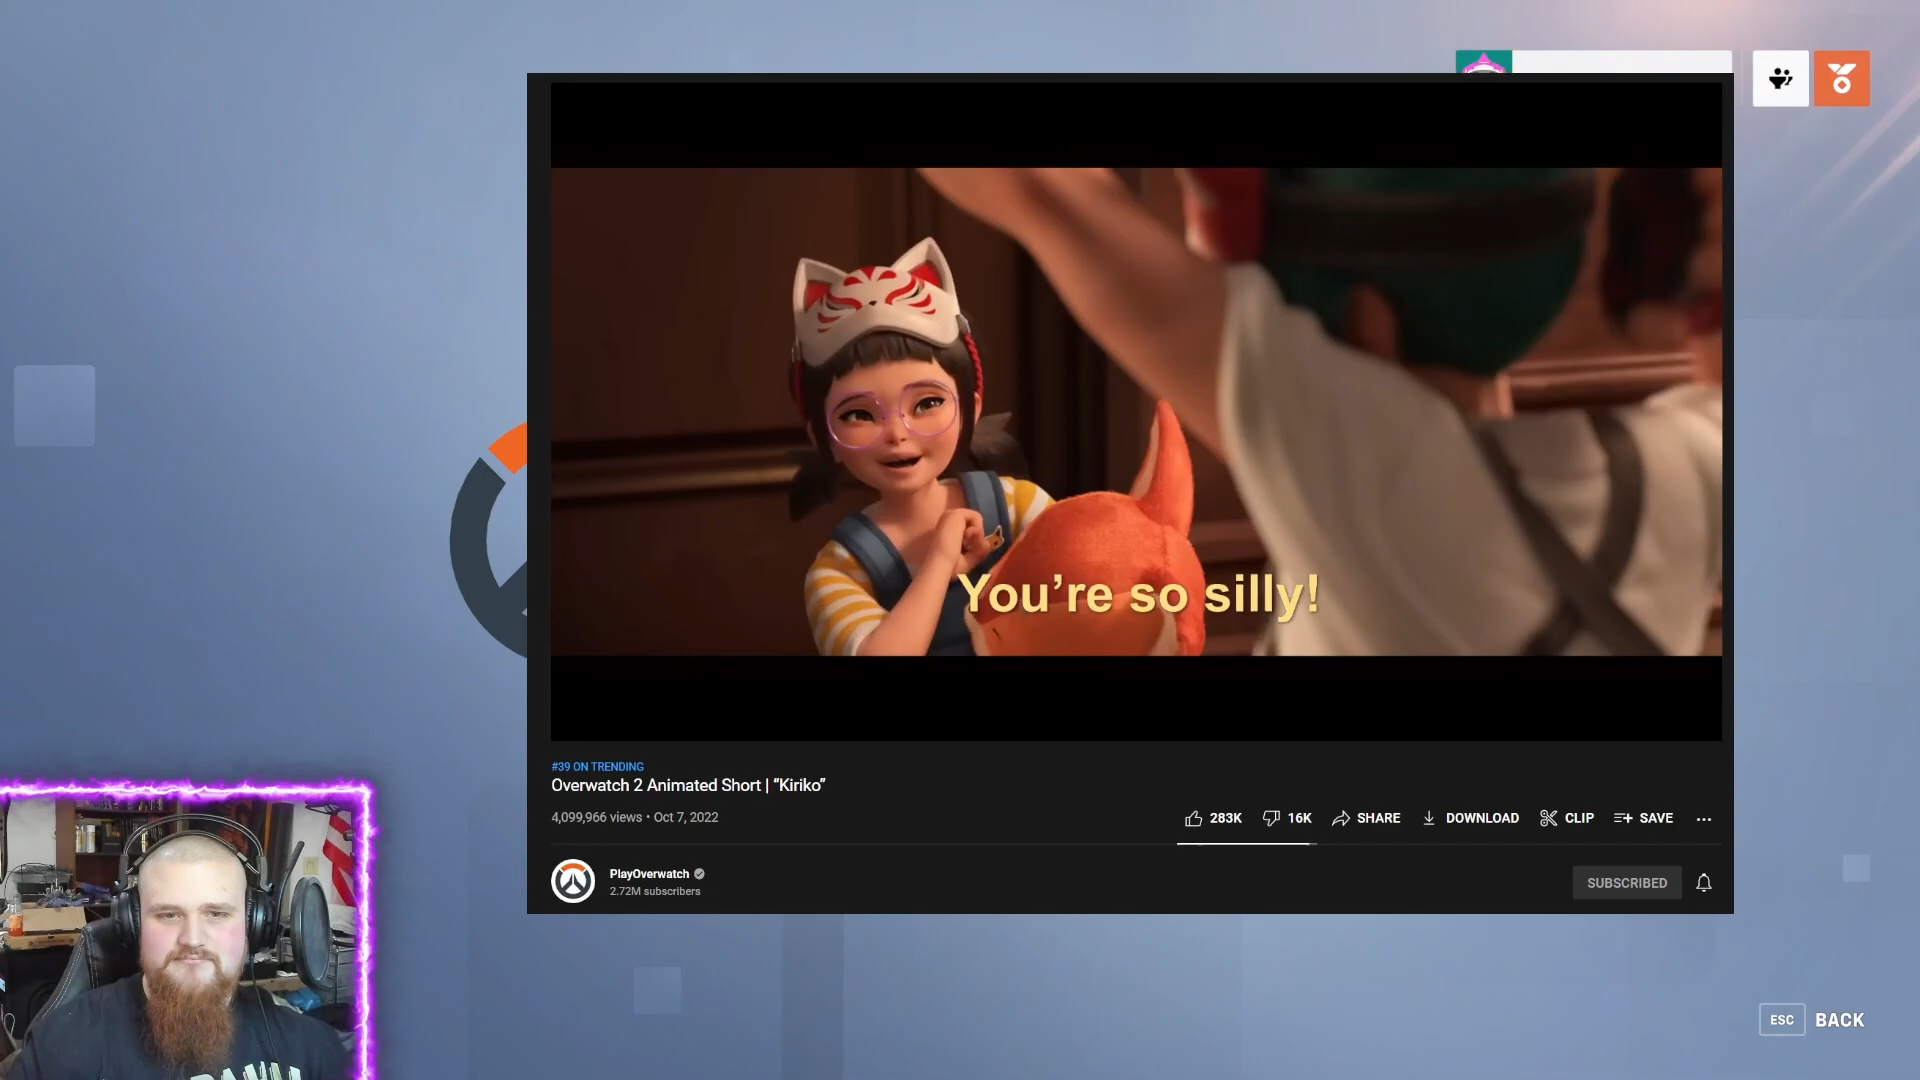 You're so silly!
#39 ON TRENDING
Overwatch 2 Animated Short | “Kiriko”
4,099,966 views • Oct 7, 2022
283K 16K SHARE DOWNLOAD CLIP SAVE ...
PlayOverwatch
2.72M subscribers
SUBSCRIBED
ESC BACK